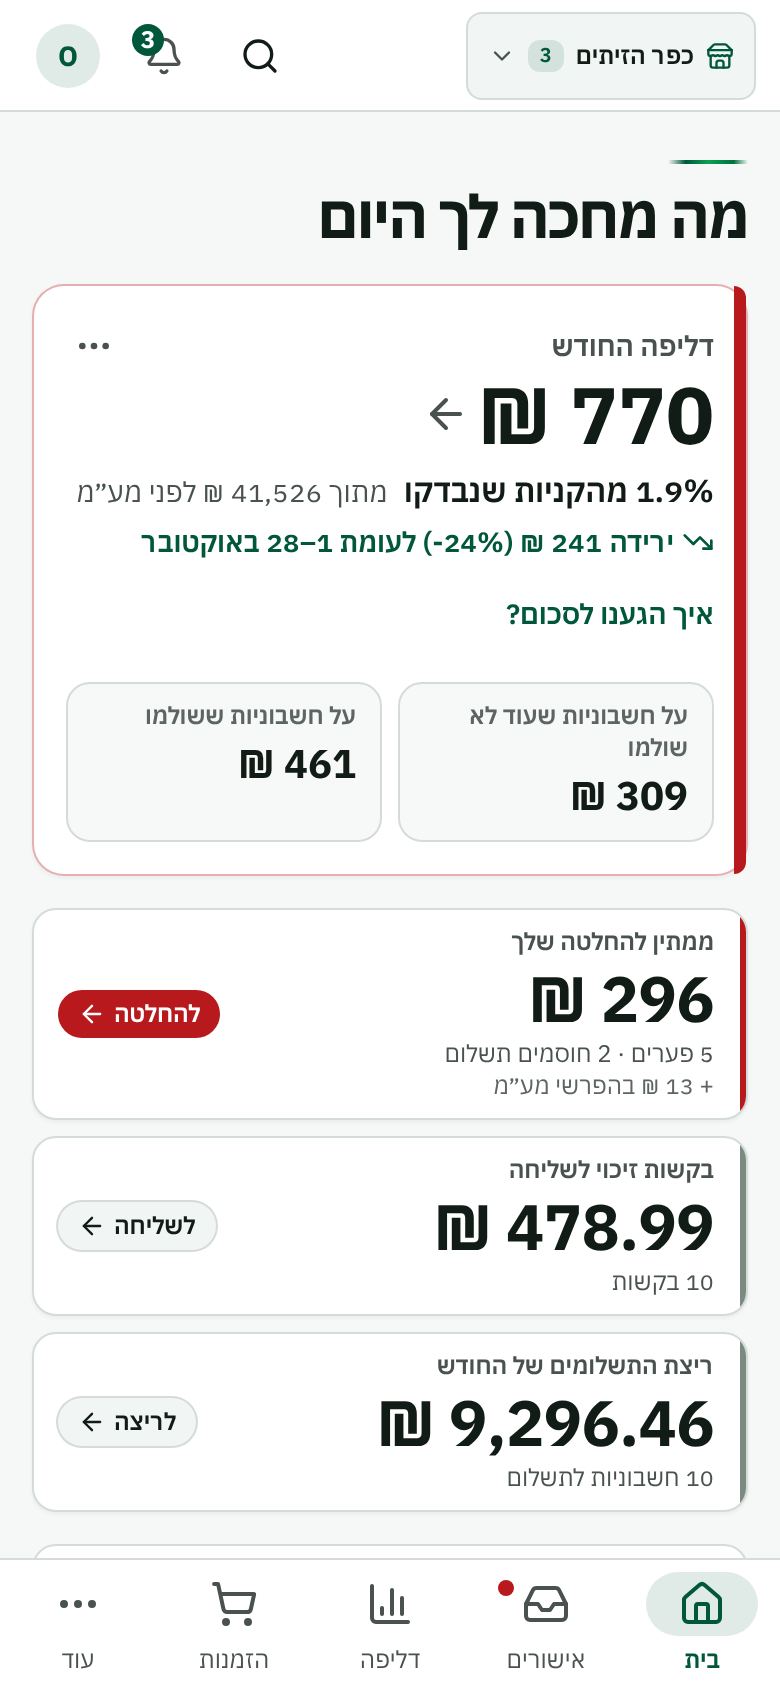 כפר הזיתים 3
3
O
מה מחכה לך היום
דליפה החודש
770 ₪
1.9% מהקניות שנבדקו מתוך 41,526 ₪ לפני מע״מ
ירידה 241 ₪ (-24%) לעומת 1–28 באוקטובר
איך הגענו לסכום?
על חשבוניות שעוד לא
שולמו
309 ₪
על חשבוניות ששולמו
461 ₪
ממתין להחלטה שלך
296 ₪
5 פערים · 2 חוסמים תשלום
+ 13 ₪ בהפרשי מע״מ
להחלטה
בקשות זיכוי לשליחה
478.99 ₪
10 בקשות
לשליחה
ריצת התשלומים של החודש
9,296.46 ₪
10 חשבוניות לתשלום
לריצה
בית
אישורים
דליפה
הזמנות
עוד